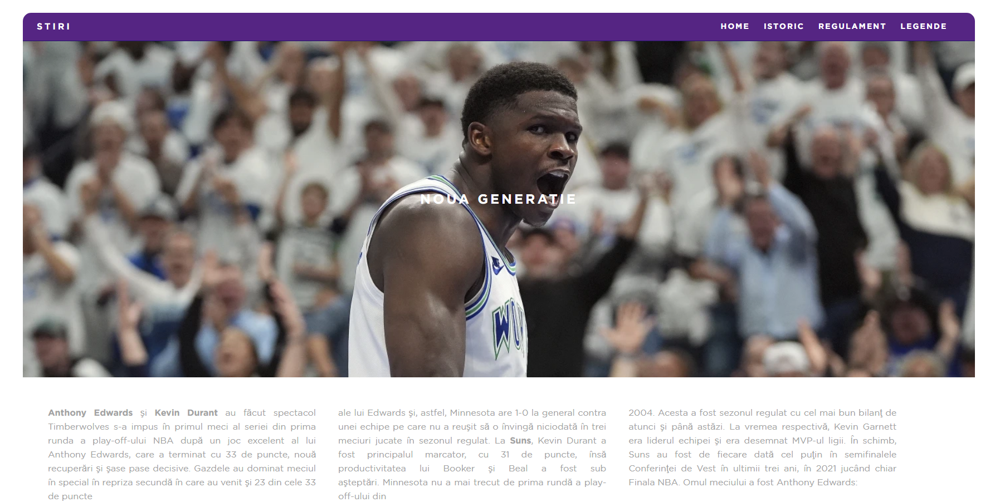 STIRI
HOME ISTORIC REGULAMENT LEGENDE
NOUA GENERATIE
Anthony Edwards şi Kevin Durant au făcut spectacol
Timberwolves s-a impus în primul meci al seriei din prima
runda a play-off-ului NBA după un joc excelent al lui
Anthony Edwards, care a terminat cu 33 de puncte, nouă
recuperări şi şase pase decisive. Gazdele au dominat meciul
în special în repriza secundă în care au venit şi 23 din cele 33
de puncte
ale lui Edwards şi, astfel, Minnesota are 1-0 la general contra
unei echipe pe care nu a reuşit să o învingă niciodată în trei
meciuri jucate în sezonul regulat. La Suns, Kevin Durant a
fost principalul marcator, cu 31 de puncte, însă
productivitatea lui Booker şi Beal a fost sub
aşteptări. Minnesota nu a mai trecut de prima rundă a play-
off-ului din
2004. Acesta a fost sezonul regulat cu cel mai bun bilanţ de
atunci şi până astăzi. La vremea respectivă, Kevin Garnett
era liderul echipei şi era desemnat MVP-ul ligii. În schimb,
Suns au fost de fiecare dată cel puţin în semifinalele
Conferinţei de Vest în ultimii trei ani, în 2021 jucând chiar
Finala NBA. Omul meciului a fost Anthony Edwards: